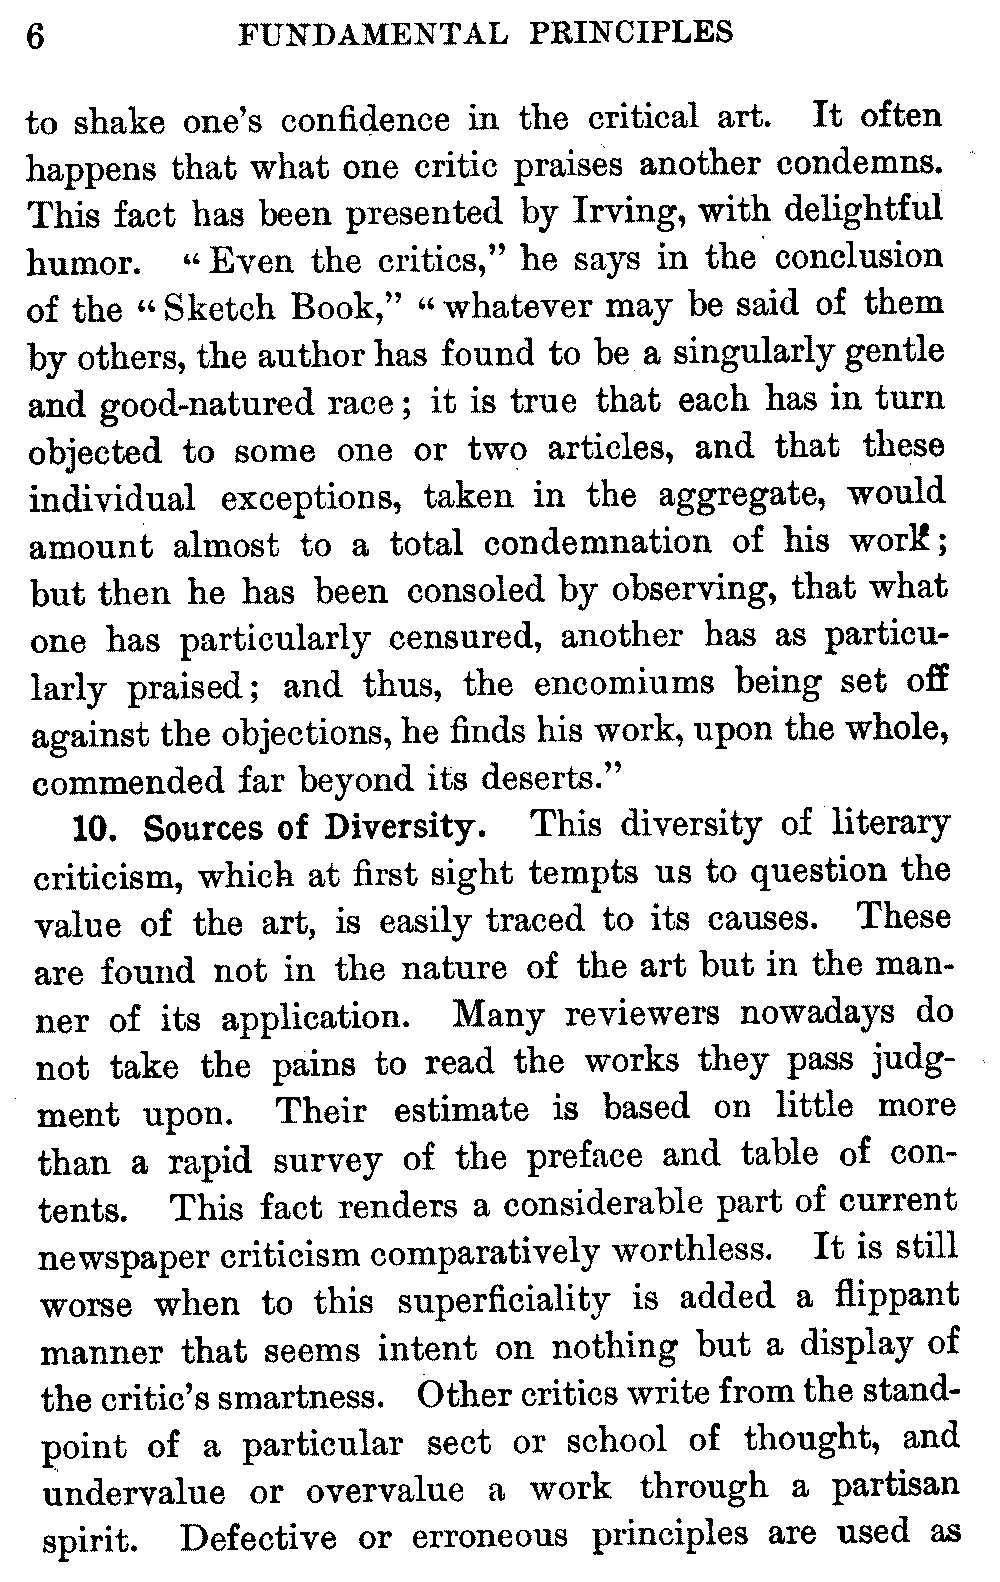 6 FUNDAMENTAL PRINCIPLES
to shake one's confidence in the critical art. It often
happens that what one critic praises another condemns.
This fact has been presented by Irving, with delightful
humor. “Even the critics,” he says in the conclusion
of the “Sketch Book,” “whatever may be said of them
by others, the author has found to be a singularly gentle
and good-natured race; it is true that each has in turn
objected to some one or two articles, and that these
individual exceptions, taken in the aggregate, would
amount almost to a total condemnation of his work;
but then he has been consoled by observing, that what
one has particularly censured, another has as particu-
larly praised; and thus, the encomiums being set off
against the objections, he finds his work, upon the whole,
commended far beyond its deserts.”
10. Sources of Diversity. This diversity of literary
criticism, which at first sight tempts us to question the
value of the art, is easily traced to its causes. These
are found not in the nature of the art but in the man-
ner of its application. Many reviewers nowadays do
not take the pains to read the works they pass judg-
ment upon. Their estimate is based on little more
than a rapid survey of the preface and table of con-
tents. This fact renders a considerable part of current
newspaper criticism comparatively worthless. It is still
worse when to this superficiality is added a flippant
manner that seems intent on nothing but a display of
the critic's smartness. Other critics write from the stand-
point of a particular sect or school of thought, and
undervalue or overvalue a work through a partisan
spirit. Defective or erroneous principles are used as